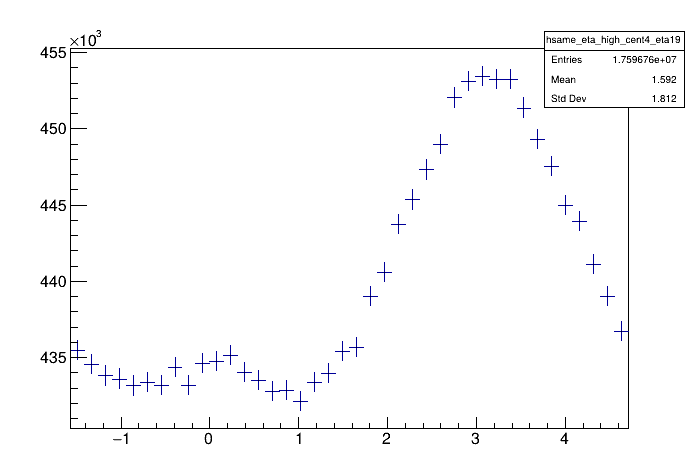 ×10³
hsame_eta_high_cent4_eta19
Entries 1.759676e+07
Mean 1.592
Std Dev 1.812
455
450
445
440
435
−1 0 1 2 3 4